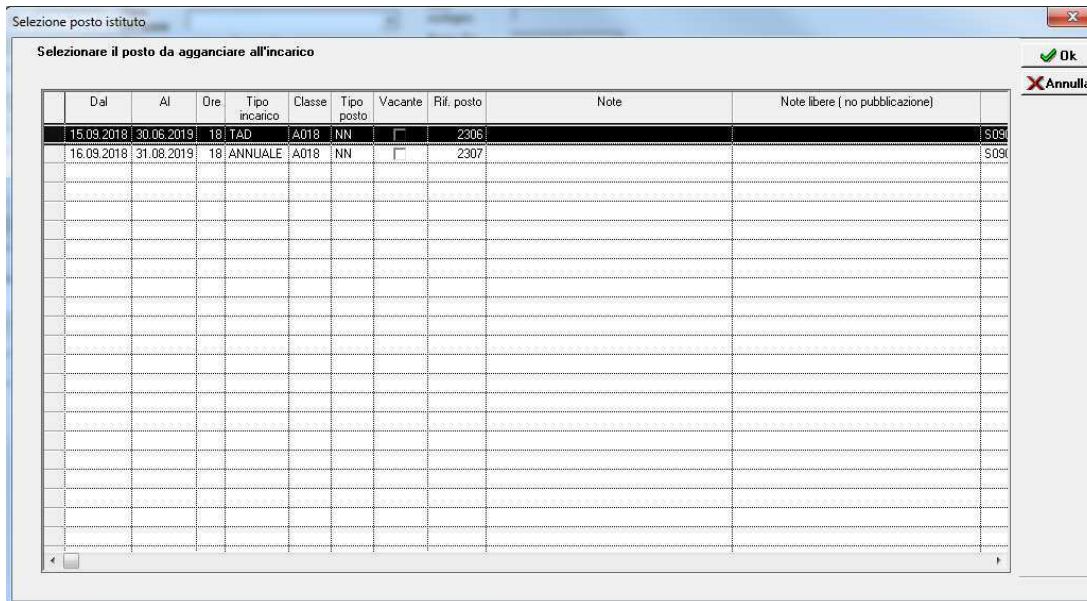 Selezione posto istituto
Selezionare il posto da agganciare all'incarico
Ok
Annulla
Dal Al Ore Tipo incarico Classe Tipo posto Vacante Rif. posto Note Note libere ( no pubblicazione)
15.09.2018 30.06.2019 18 TAD A018 NN 2306 S090
16.09.2018 31.08.2019 18 ANNUALE A018 NN 2307 S090